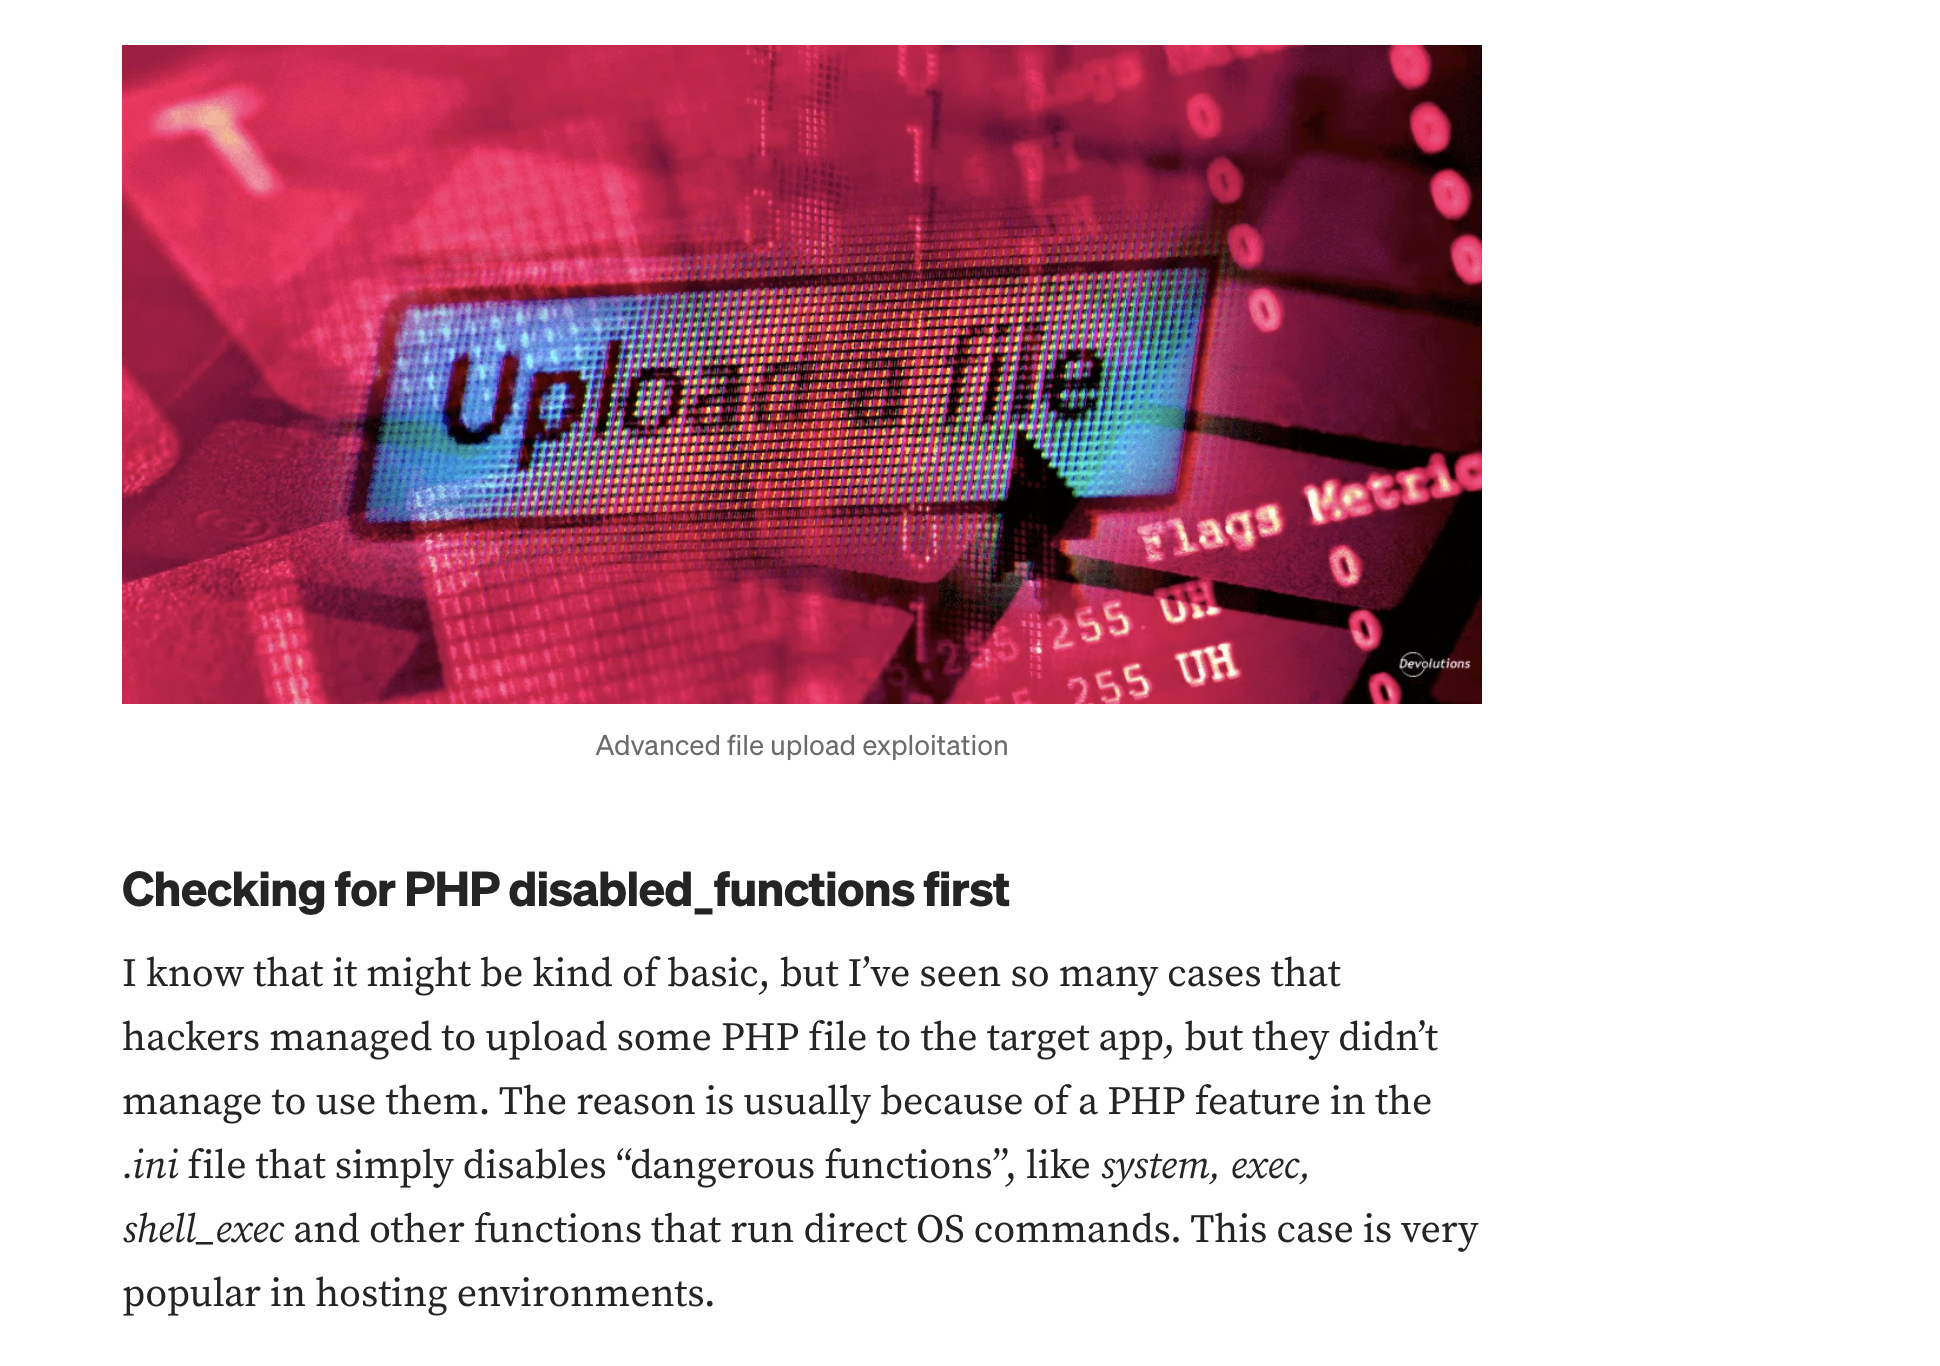 T
Upload a file
Flags Metric
0
255 UH
0
255 UH
0
Devolutions
Advanced file upload exploitation
Checking for PHP disabled_functions first
I know that it might be kind of basic, but I’ve seen so many cases that
hackers managed to upload some PHP file to the target app, but they didn’t
manage to use them. The reason is usually because of a PHP feature in the
.ini file that simply disables “dangerous functions”, like system, exec,
shell_exec and other functions that run direct OS commands. This case is very
popular in hosting environments.